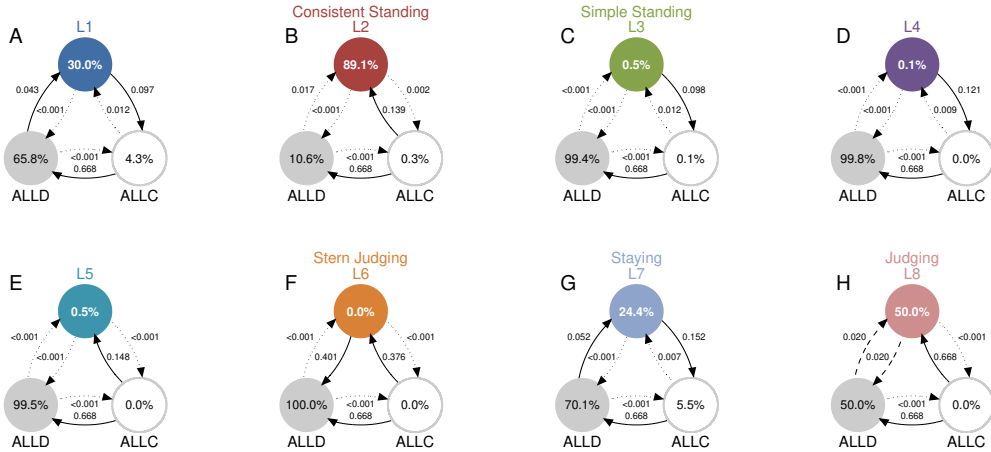 A
L1
30.0%
0.043
0.097
<0.001
0.012
65.8%
<0.001
0.668
4.3%
ALLD
ALLC
Consistent Standing
B
L2
89.1%
0.017
0.002
<0.001
0.139
10.6%
<0.001
0.668
0.3%
ALLD
ALLC
Simple Standing
C
L3
0.5%
<0.001
0.098
<0.001
0.012
99.4%
<0.001
0.668
0.1%
ALLD
ALLC
D
L4
0.1%
<0.001
0.121
<0.001
0.009
99.8%
<0.001
0.668
0.0%
ALLD
ALLC
E
L5
0.5%
<0.001
<0.001
<0.001
0.148
99.5%
<0.001
0.668
0.0%
ALLD
ALLC
Stern Judging
F
L6
0.0%
<0.001
<0.001
0.401
0.376
100.0%
<0.001
0.668
0.0%
ALLD
ALLC
Staying
G
L7
24.4%
0.052
0.152
<0.001
0.007
70.1%
<0.001
0.668
5.5%
ALLD
ALLC
Judging
H
L8
50.0%
0.020
<0.001
0.020
0.668
50.0%
<0.001
0.668
0.0%
ALLD
ALLC